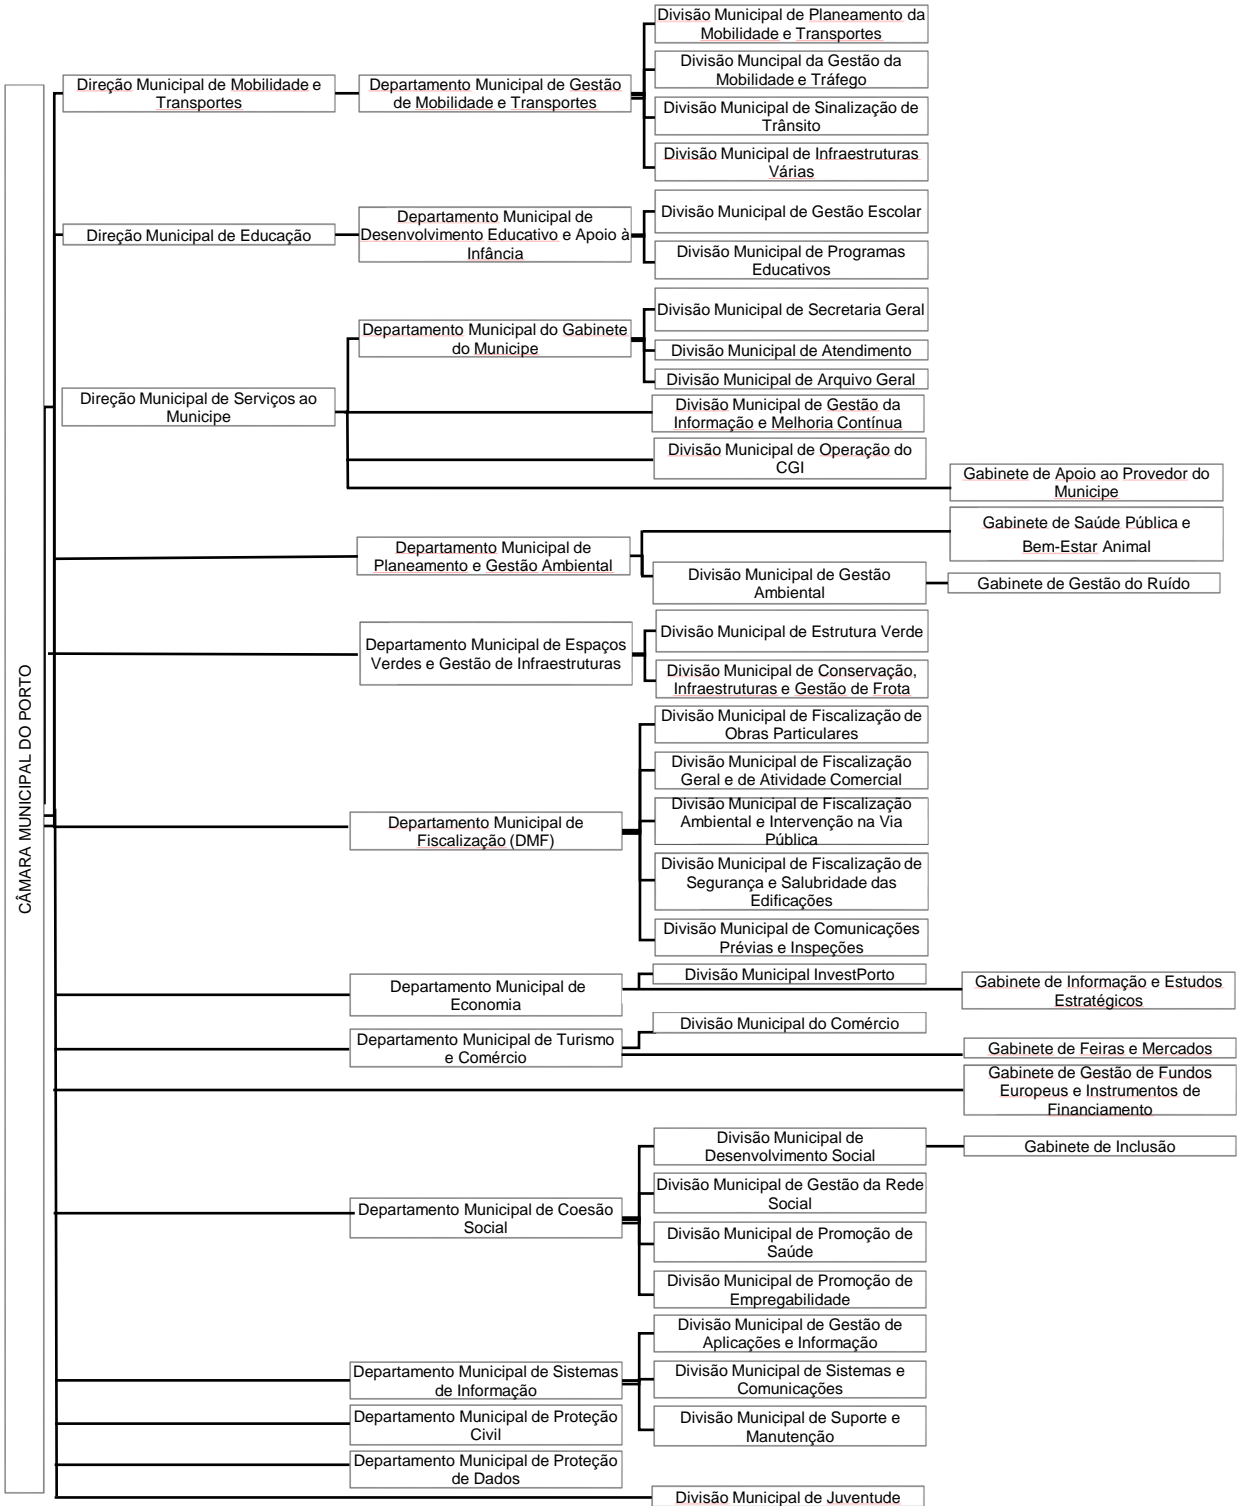 CÂMARA MUNICIPAL DO PORTO
Direção Municipal de Mobilidade e
Transportes
Departamento Municipal de Gestão
de Mobilidade e Transportes
Divisão Municipal de Planeamento da
Mobilidade e Transportes
Divisão Muncipal da Gestão da
Mobilidade e Tráfego
Divisão Municipal de Sinalização de
Trânsito
Divisão Municipal de Infraestruturas
Várias
Direção Municipal de Educação
Departamento Municipal de
Desenvolvimento Educativo e Apoio à
Infância
Divisão Municipal de Gestão Escolar
Divisão Municipal de Programas
Educativos
Direção Municipal de Serviços ao
Municipe
Departamento Municipal do Gabinete
do Municipe
Divisão Municipal de Secretaria Geral
Divisão Municipal de Atendimento
Divisão Municipal de Arquivo Geral
Divisão Municipal de Gestão da
Informação e Melhoria Contínua
Divisão Municipal de Operação do
CGI
Gabinete de Apoio ao Provedor do
Municipe
Departamento Municipal de
Planeamento e Gestão Ambiental
Gabinete de Saúde Pública e
Bem-Estar Animal
Divisão Municipal de Gestão
Ambiental
Gabinete de Gestão do Ruído
Departamento Municipal de Espaços
Verdes e Gestão de Infraestruturas
Divisão Municipal de Estrutura Verde
Divisão Municipal de Conservação,
Infraestruturas e Gestão de Frota
Departamento Municipal de
Fiscalização (DMF)
Divisão Municipal de Fiscalização de
Obras Particulares
Divisão Municipal de Fiscalização
Geral e de Atividade Comercial
Divisão Municipal de Fiscalização
Ambiental e Intervenção na Via
Pública
Divisão Municipal de Fiscalização de
Segurança e Salubridade das
Edificações
Divisão Municipal de Comunicações
Prévias e Inspeções
Departamento Municipal de
Economia
Divisão Municipal InvestPorto
Gabinete de Informação e Estudos
Estratégicos
Departamento Municipal de Turismo
e Comércio
Divisão Municipal do Comércio
Gabinete de Feiras e Mercados
Gabinete de Gestão de Fundos
Europeus e Instrumentos de
Financiamento
Departamento Municipal de Coesão
Social
Divisão Municipal de
Desenvolvimento Social
Gabinete de Inclusão
Divisão Municipal de Gestão da Rede
Social
Divisão Municipal de Promoção de
Saúde
Divisão Municipal de Promoção de
Empregabilidade
Departamento Municipal de Sistemas
de Informação
Divisão Municipal de Gestão de
Aplicações e Informação
Divisão Municipal de Sistemas e
Comunicações
Divisão Municipal de Suporte e
Manutenção
Departamento Municipal de Proteção
Civil
Departamento Municipal de Proteção
de Dados
Divisão Municipal de Juventude